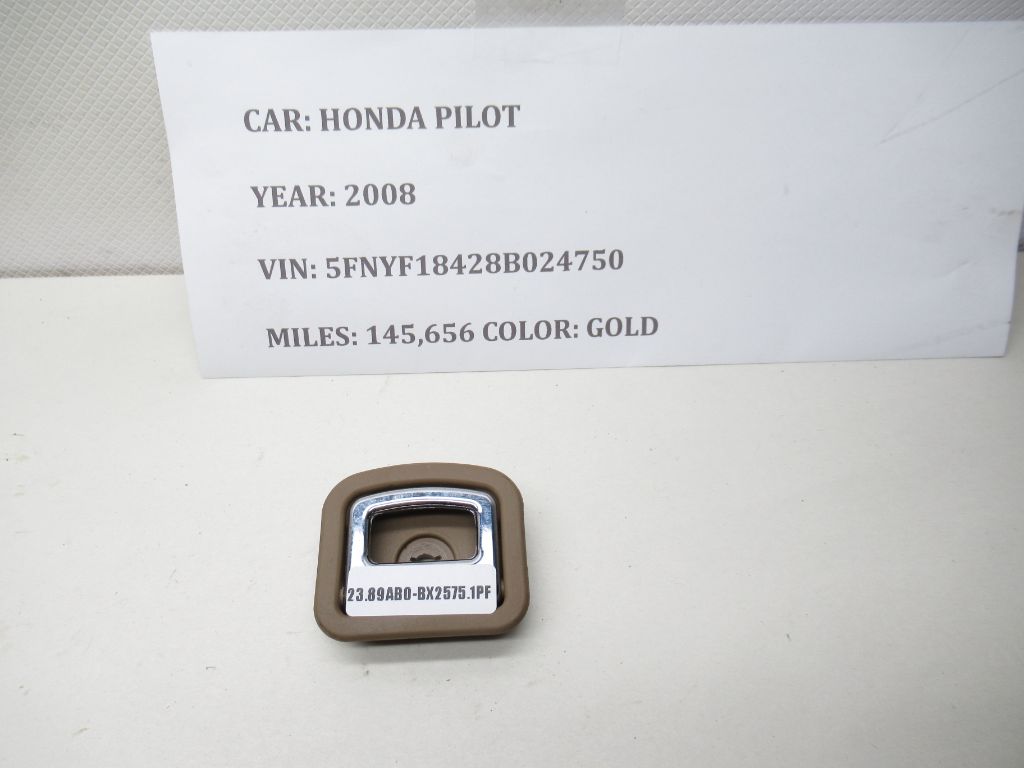 CAR: HONDA PILOT
YEAR: 2008
VIN: 5FNYF18428B024750
MILES: 145,656 COLOR: GOLD
23.89AB0-BX2575.1PF